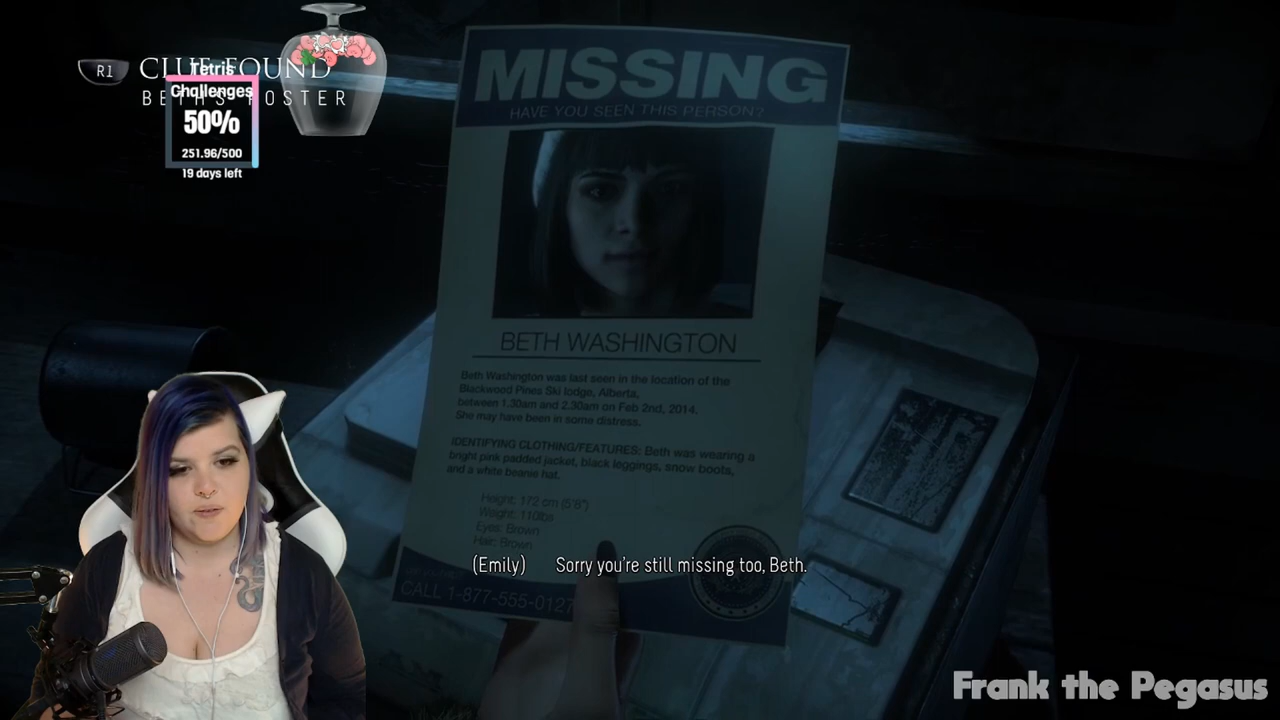 R1
CLUE FOUND
BETH'S POSTER
Tetris
Challenges
50%
251.96/500
19 days left
MISSING
HAVE YOU SEEN THIS PERSON?
BETH WASHINGTON
Beth Washington was last seen in the location of the
Blackwood Pines Ski lodge, Alberta,
between 1.30am and 2.30am on Feb 2nd, 2014.
She may have been in some distress.
IDENTIFYING CLOTHING/FEATURES: Beth was wearing a
bright pink padded jacket, black leggings, snow boots,
and a white beanie hat.
Height: 172 cm (5'8")
Weight: 110lbs
Eyes: Brown
Hair: Brown
(Emily) Sorry you're still missing too, Beth.
CALL 1-877-555-0127
Frank the Pegasus